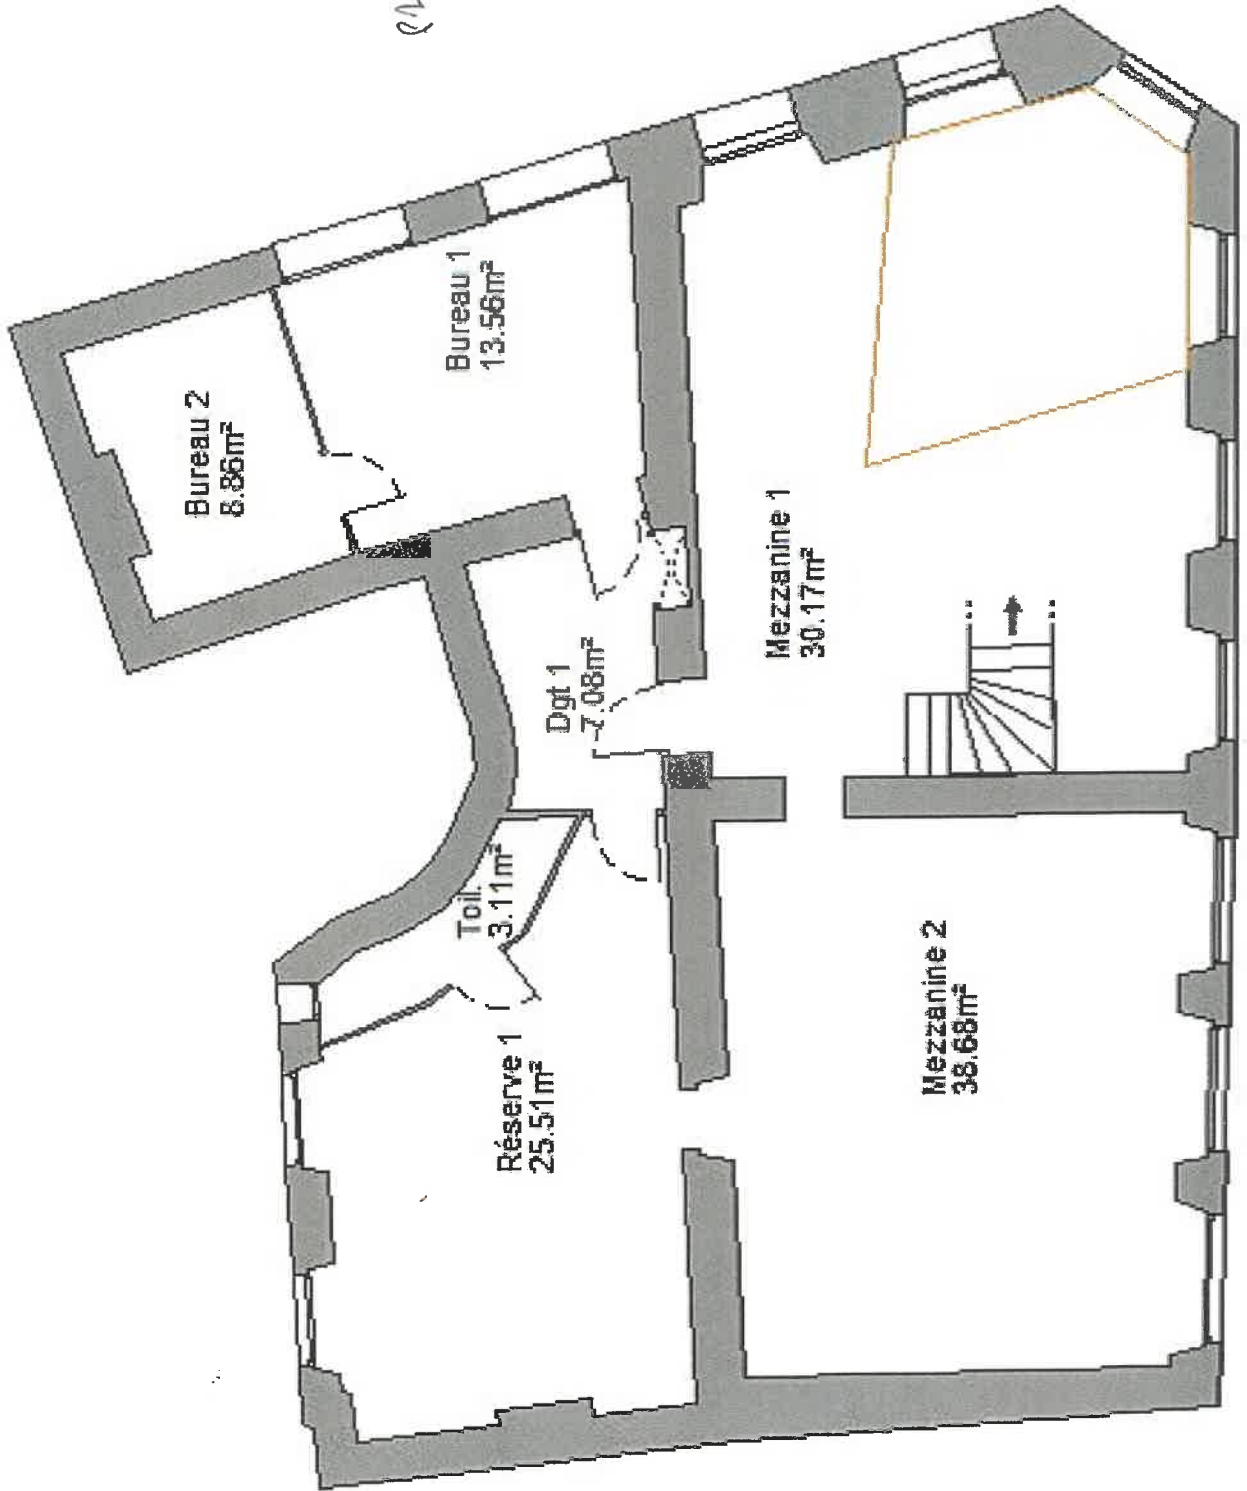 Bureau 2
8.86m²
Bureau 1
13.56m²
Dgt 1
7.08m²
Mezzanine 1
30.17m²
Toil.
3.11m²
Réserve 1
25.51m²
Mezzanine 2
38.68m²